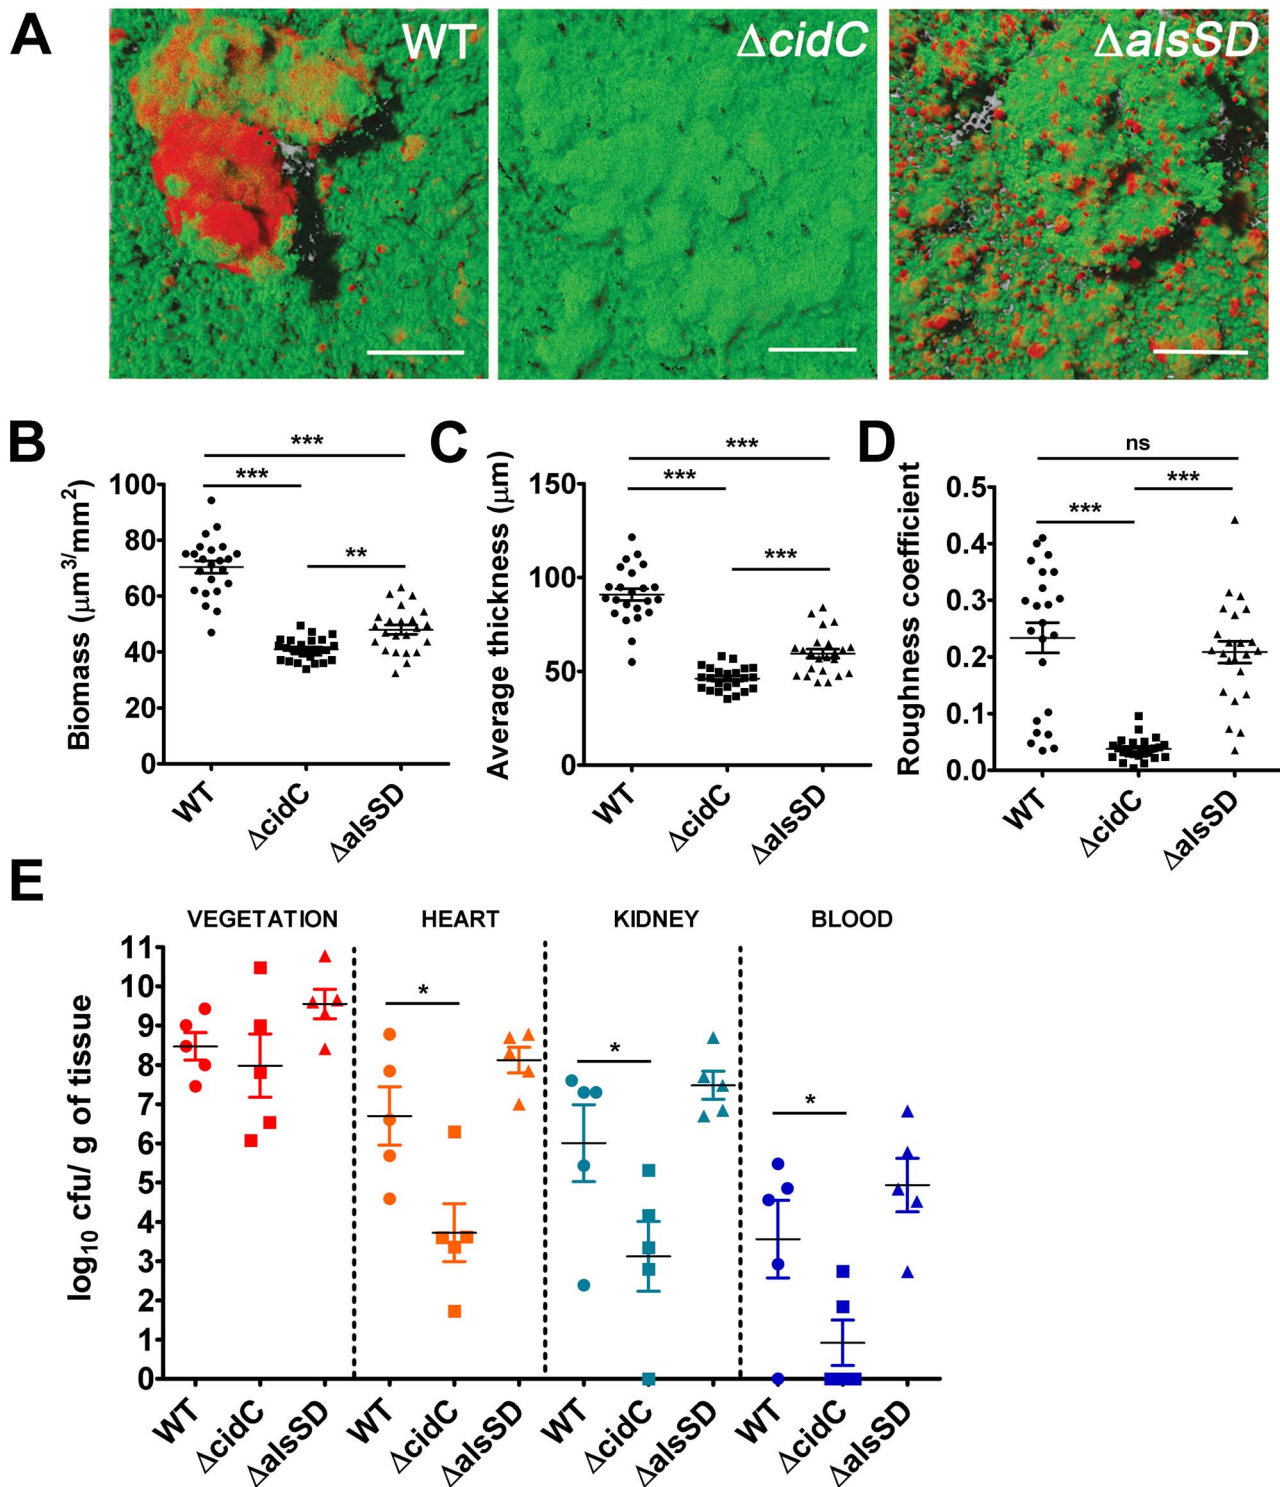 A
WT
ΔcidC
ΔalsSD
B
Biomass (μm³/mm²)
100
80
60
40
20
0
***
***
**
WT
ΔcidC
ΔalsSD
C
Average thickness (μm)
150
100
50
0
***
***
***
WT
ΔcidC
ΔalsSD
D
Roughness coefficient
0.5
0.4
0.3
0.2
0.1
0.0
ns
***
***
WT
ΔcidC
ΔalsSD
E
VEGETATION HEART KIDNEY BLOOD
log₁₀ cfu/ g of tissue
11
10
9
8
7
6
5
4
3
2
1
0
*
*
*
WT ΔcidC ΔalsSD WT ΔcidC ΔalsSD WT ΔcidC ΔalsSD WT ΔcidC ΔalsSD